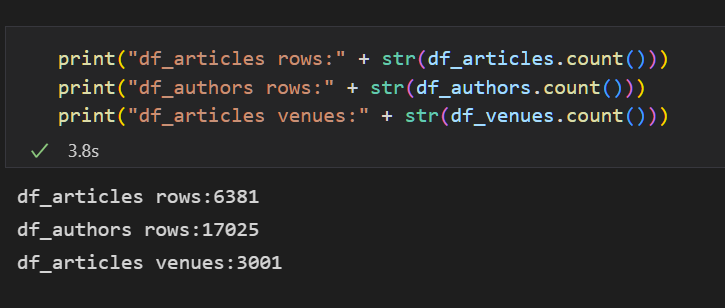 print("df_articles rows:" + str(df_articles.count()))
print("df_authors rows:" + str(df_authors.count()))
print("df_articles venues:" + str(df_venues.count()))
3.8s
df_articles rows:6381
df_authors rows:17025
df_articles venues:3001